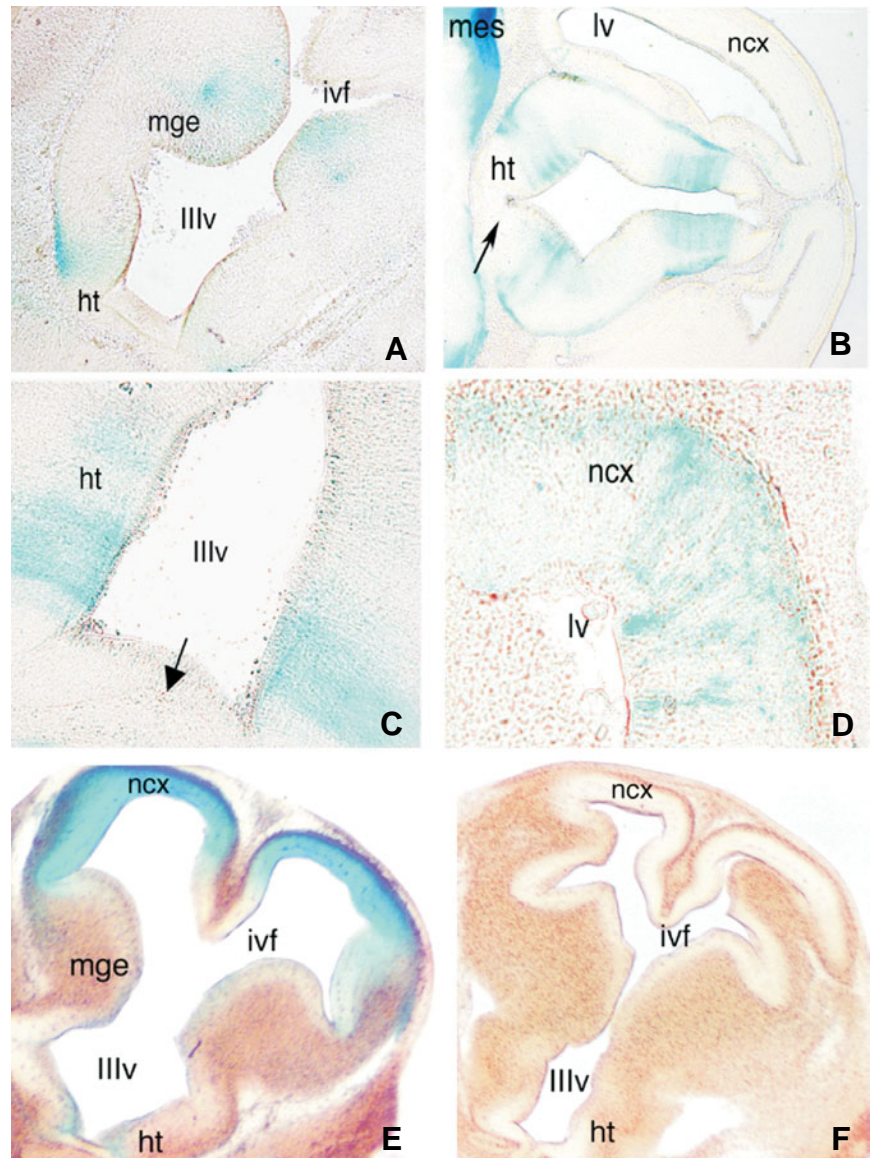 ivf
mge
IIIv
ht
A
mes
lv
ncx
ht
B
ht
IIIv
C
ncx
lv
D
ncx
ivf
mge
IIIv
ht
E
ncx
ivf
IIIv
ht
F